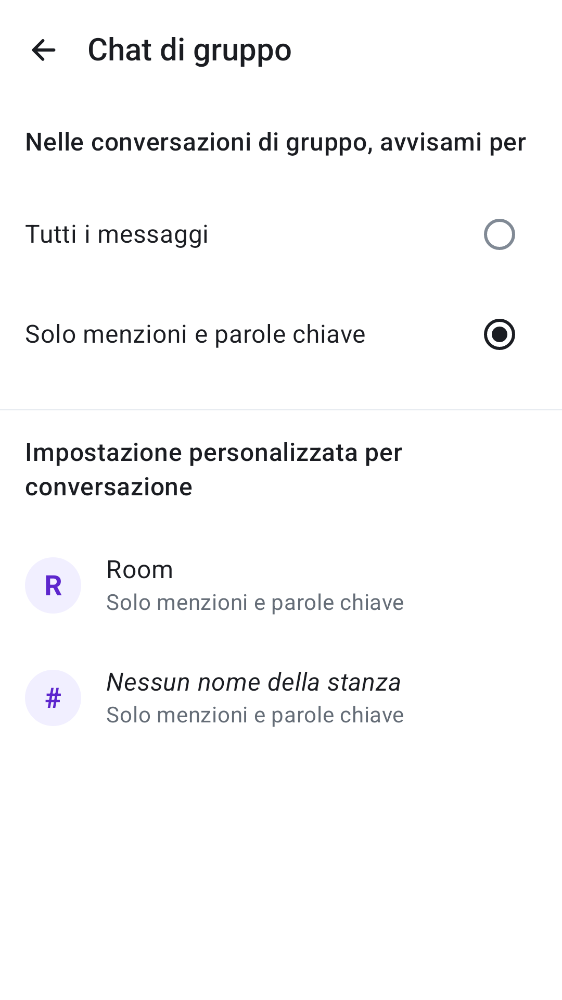 Chat di gruppo
Nelle conversazioni di gruppo, avvisami per
Tutti i messaggi
Solo menzioni e parole chiave
Impostazione personalizzata per
conversazione
R
Room
Solo menzioni e parole chiave
#
Nessun nome della stanza
Solo menzioni e parole chiave